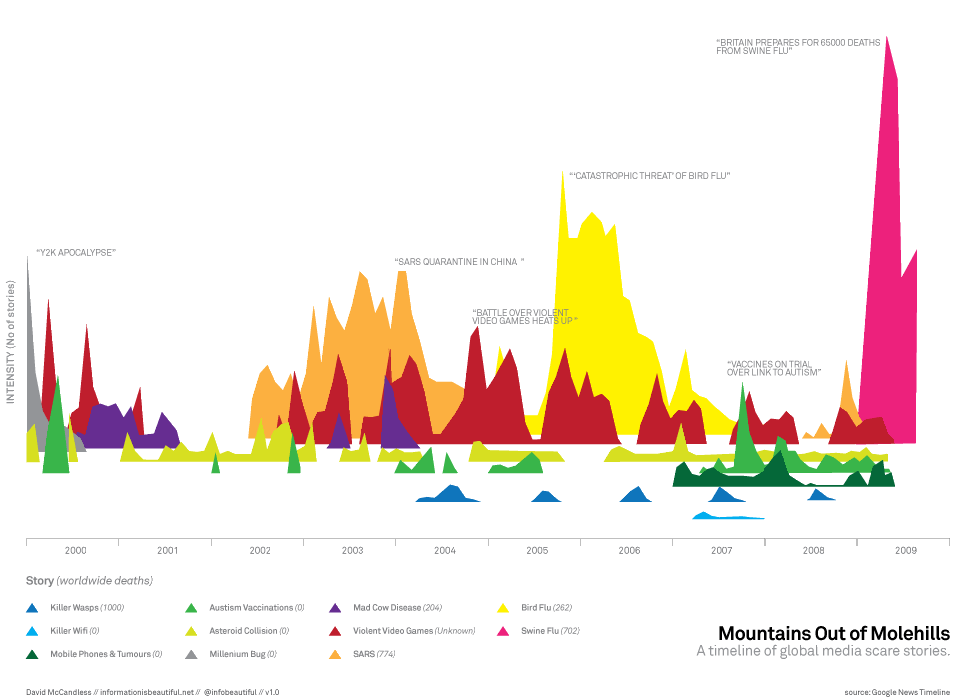 “BRITAIN PREPARES FOR 65000 DEATHS
FROM SWINE FLU”
“‘CATASTROPHIC THREAT’ OF BIRD FLU”
“Y2K APOCALYPSE”
“SARS QUARANTINE IN CHINA ”
“BATTLE OVER VIOLENT
VIDEO GAMES HEATS UP ”
“VACCINES ON TRIAL
OVER LINK TO AUTISM”
INTENSITY (No of stories)
2000 2001 2002 2003 2004 2005 2006 2007 2008 2009
Story (worldwide deaths)
Killer Wasps (1000)
Killer Wifi (0)
Mobile Phones & Tumours (0)
Austism Vaccinations (0)
Asteroid Collision (0)
Millenium Bug (0)
Mad Cow Disease (204)
Violent Video Games (Unknown)
SARS (774)
Bird Flu (262)
Swine Flu (702)
Mountains Out of Molehills
A timeline of global media scare stories.
David McCandless // informationisbeautiful.net // @infobeautiful // v1.0
source: Google News Timeline